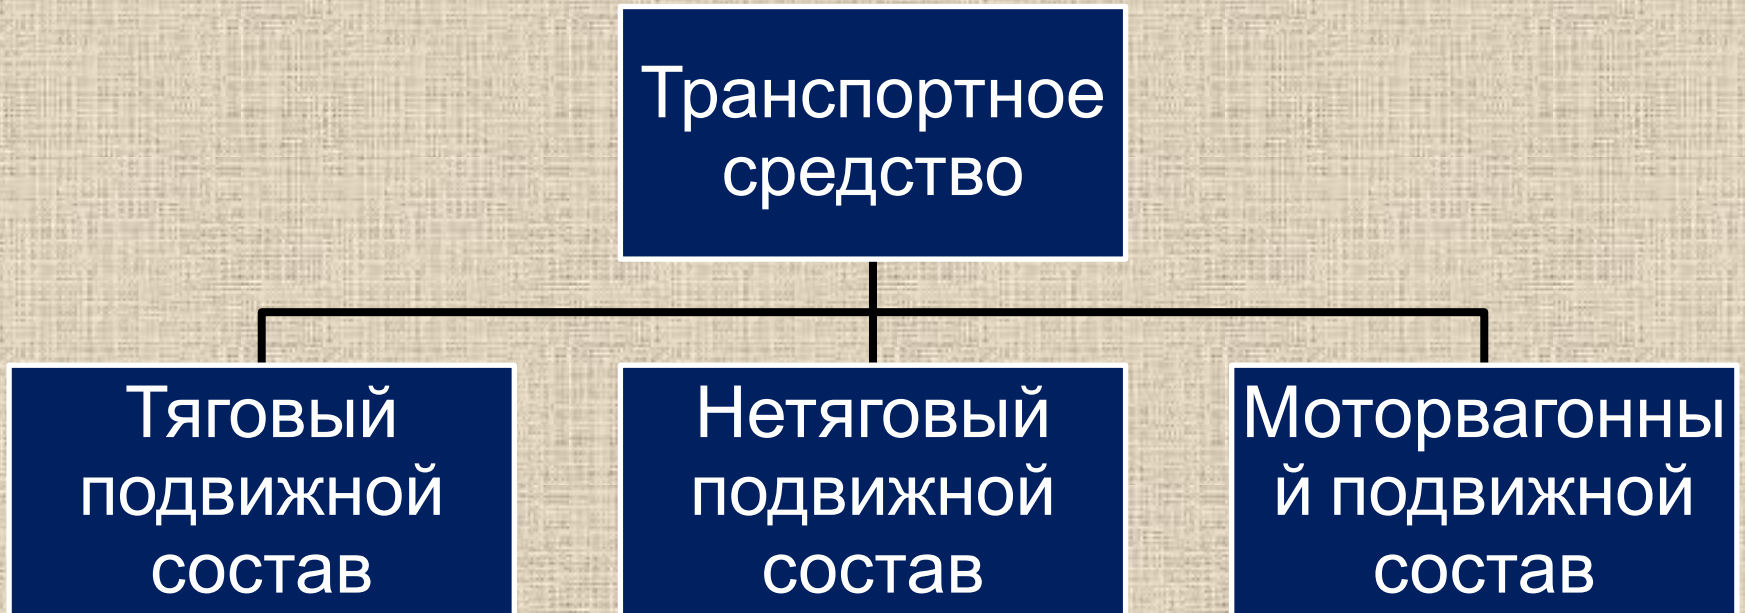 Транспортное
средство
Тяговый
подвижной
состав
Нетяговый
подвижной
состав
Моторвагонны
й подвижной
состав